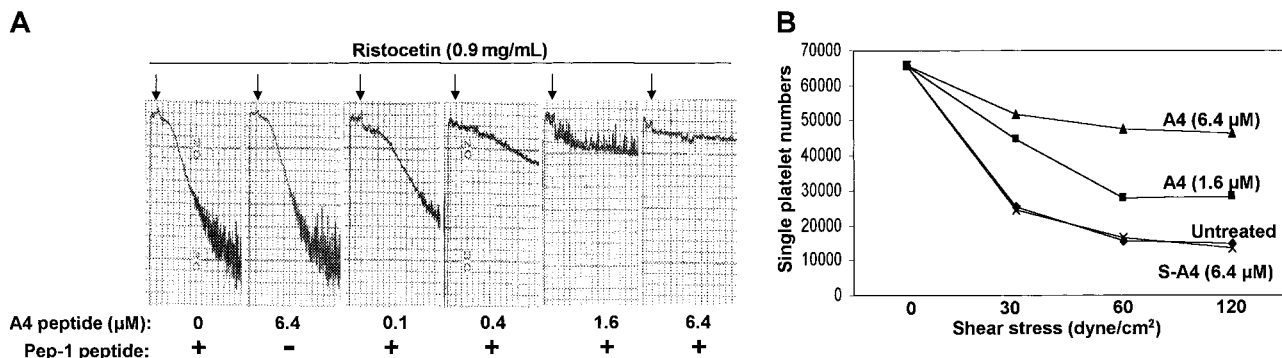 A
Ristocetin (0.9 mg/mL)
A4 peptide (µM): 0 6.4 0.1 0.4 1.6 6.4
Pep-1 peptide: + - + + + +
B
Single platelet numbers
70000
60000
50000
40000
30000
20000
10000
0
A4 (6.4 µM)
A4 (1.6 µM)
Untreated
S-A4 (6.4 µM)
0 30 60 120
Shear stress (dyne/cm²)